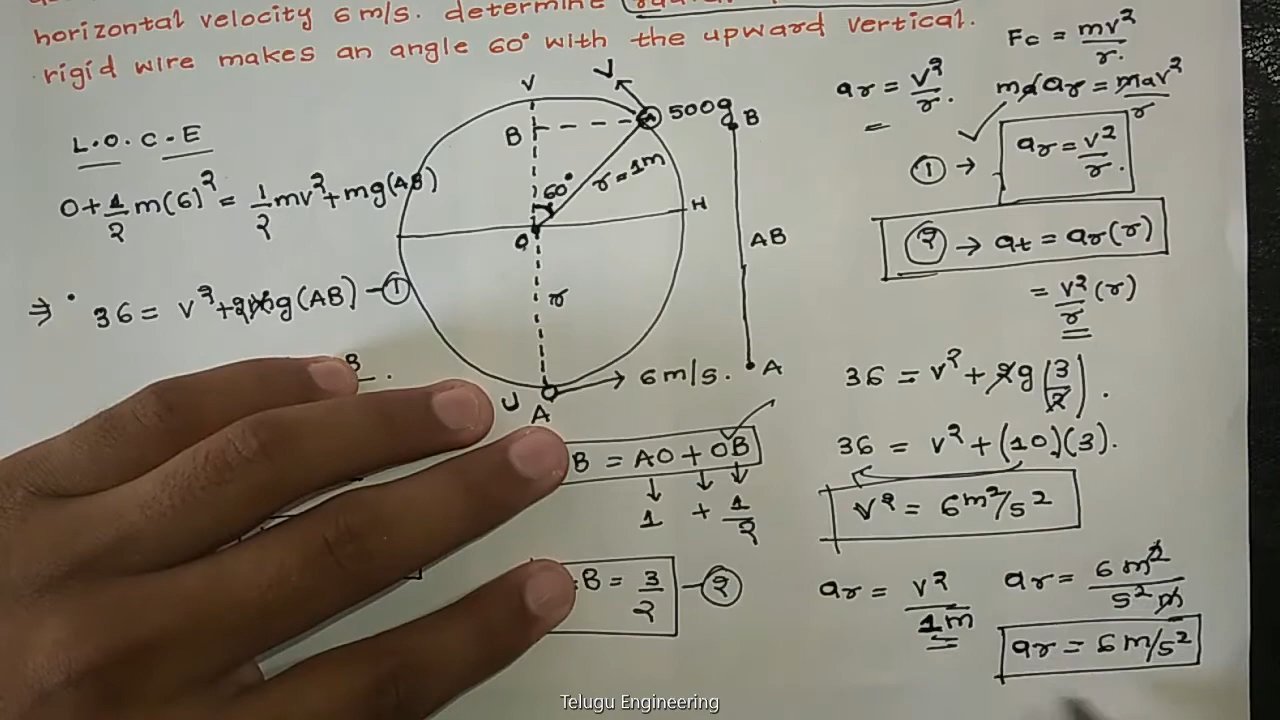 horizontal velocity 6 m/s. determine
rigid wire makes an angle 60° with the upward vertical.
L.O.C.E
0 + 1/2 m(6)² = 1/2 mv² + mg(AB)
⇒ 36 = v² + 2×g(AB) - ①
V
V
B
500g
60°
r = 1m
H
O
r
U
A
6 m/s.
B
AB
A
B = AO + OB
1 + 1/2
B = 3/2 - ②
Fc = mv²/r.
ar = v²/r.
ar = mv²/r
① → ar = v²/r.
② → at = ar(r)
= v²/r (r)
36 = v² + 2g(3/2).
36 = v² + (10)(3).
v² = 6 m²/s²
ar = v²/1m
ar = 6 m²/s² m
ar = 6 m/s²
Telugu Engineering